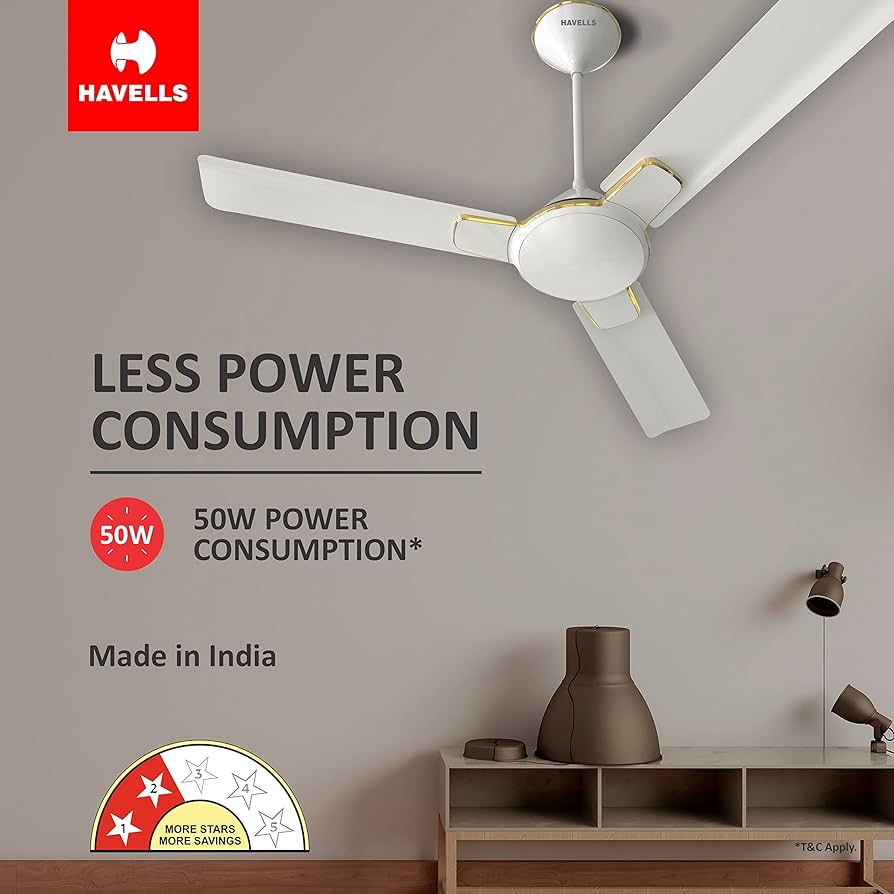 HAVELLS
HAVELLS
LESS POWER
CONSUMPTION
50W
50W POWER
CONSUMPTION*
Made in India
1
2
3
4
5
MORE STARS
MORE SAVINGS
*T&C Apply.